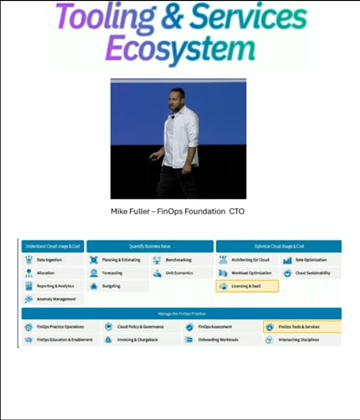 Tooling & Services
Ecosystem
Mike Fuller – FinOps Foundation CTO
Understand Cloud Usage & Cost
Quantify Business Value
Optimize Cloud Usage & Cost
Data Ingestion
Planning & Estimating
Benchmarking
Architecting for Cloud
Rate Optimization
Allocation
Forecasting
Unit Economics
Workload Optimization
Cloud Sustainability
Reporting & Analytics
Budgeting
Licensing & SaaS
Anomaly Management
Manage the FinOps Practice
FinOps Practice Operations
Cloud Policy & Governance
FinOps Assessment
FinOps Tools & Services
FinOps Education & Enablement
Invoicing & Chargeback
Onboarding Workloads
Intersecting Disciplines